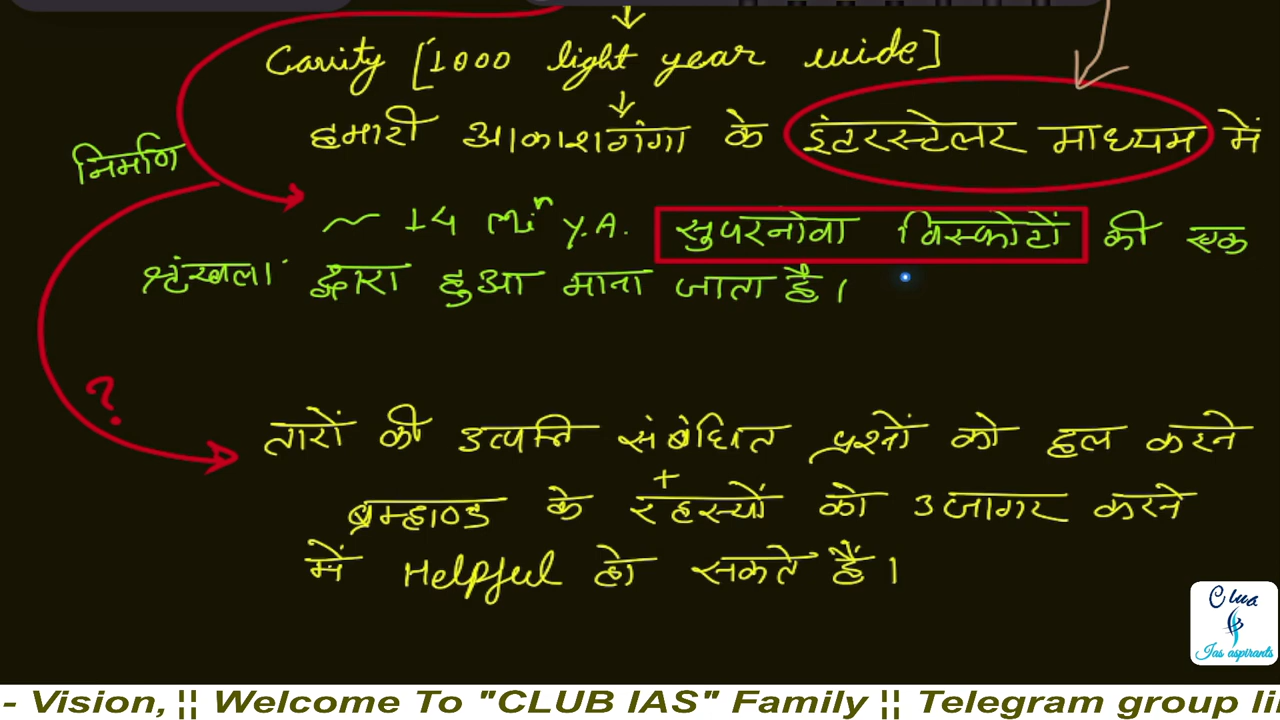 Cavity [1000 light year wide]
हमारी आकाशगंगा के इंटरस्टेलर माध्यम में
निर्माण
~ 14 Miⁿ Y.A. सुपरनोवा विस्फोटों की एक
श्रृंखला द्वारा हुआ माना जाता है।
?
तारों की उत्पत्ति संबंधित प्रश्नों को हल करने
+
ब्रम्हाण्ड के रहस्यों को उजागर करने
में Helpful हो सकते हैं।
Club
Ias aspirants
- Vision, ¦¦ Welcome To "CLUB IAS" Family ¦¦ Telegram group li